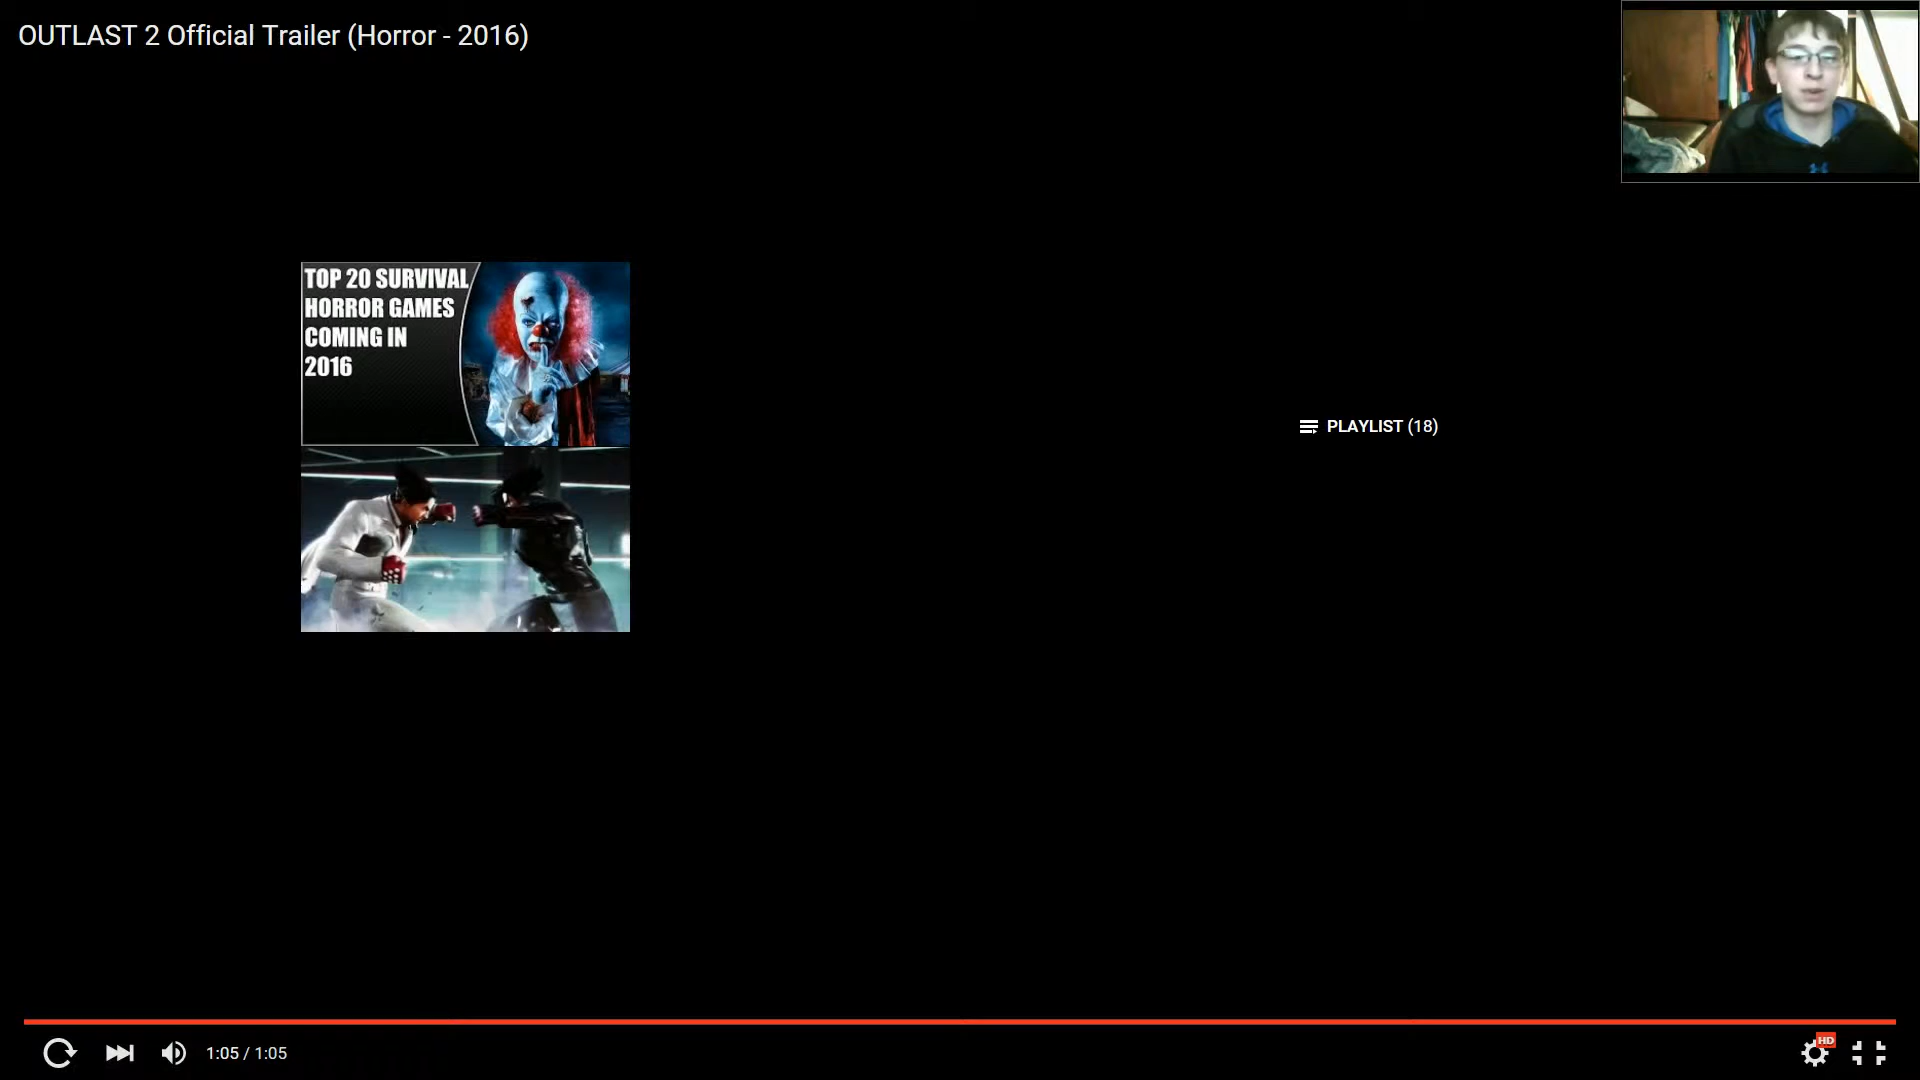 OUTLAST 2 Official Trailer (Horror - 2016)
TOP 20 SURVIVAL
HORROR GAMES
COMING IN
2016
PLAYLIST (18)
1:05 / 1:05
HD